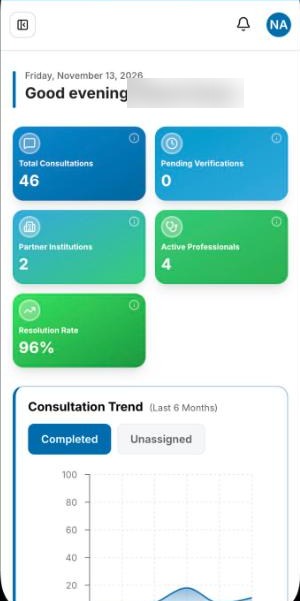 NA
Friday, November 13, 2026
Good evening
Total Consultations
46
Pending Verifications
0
Partner Institutions
2
Active Professionals
4
Resolution Rate
96%
Consultation Trend (Last 6 Months)
Completed
Unassigned
100
80
60
40
20